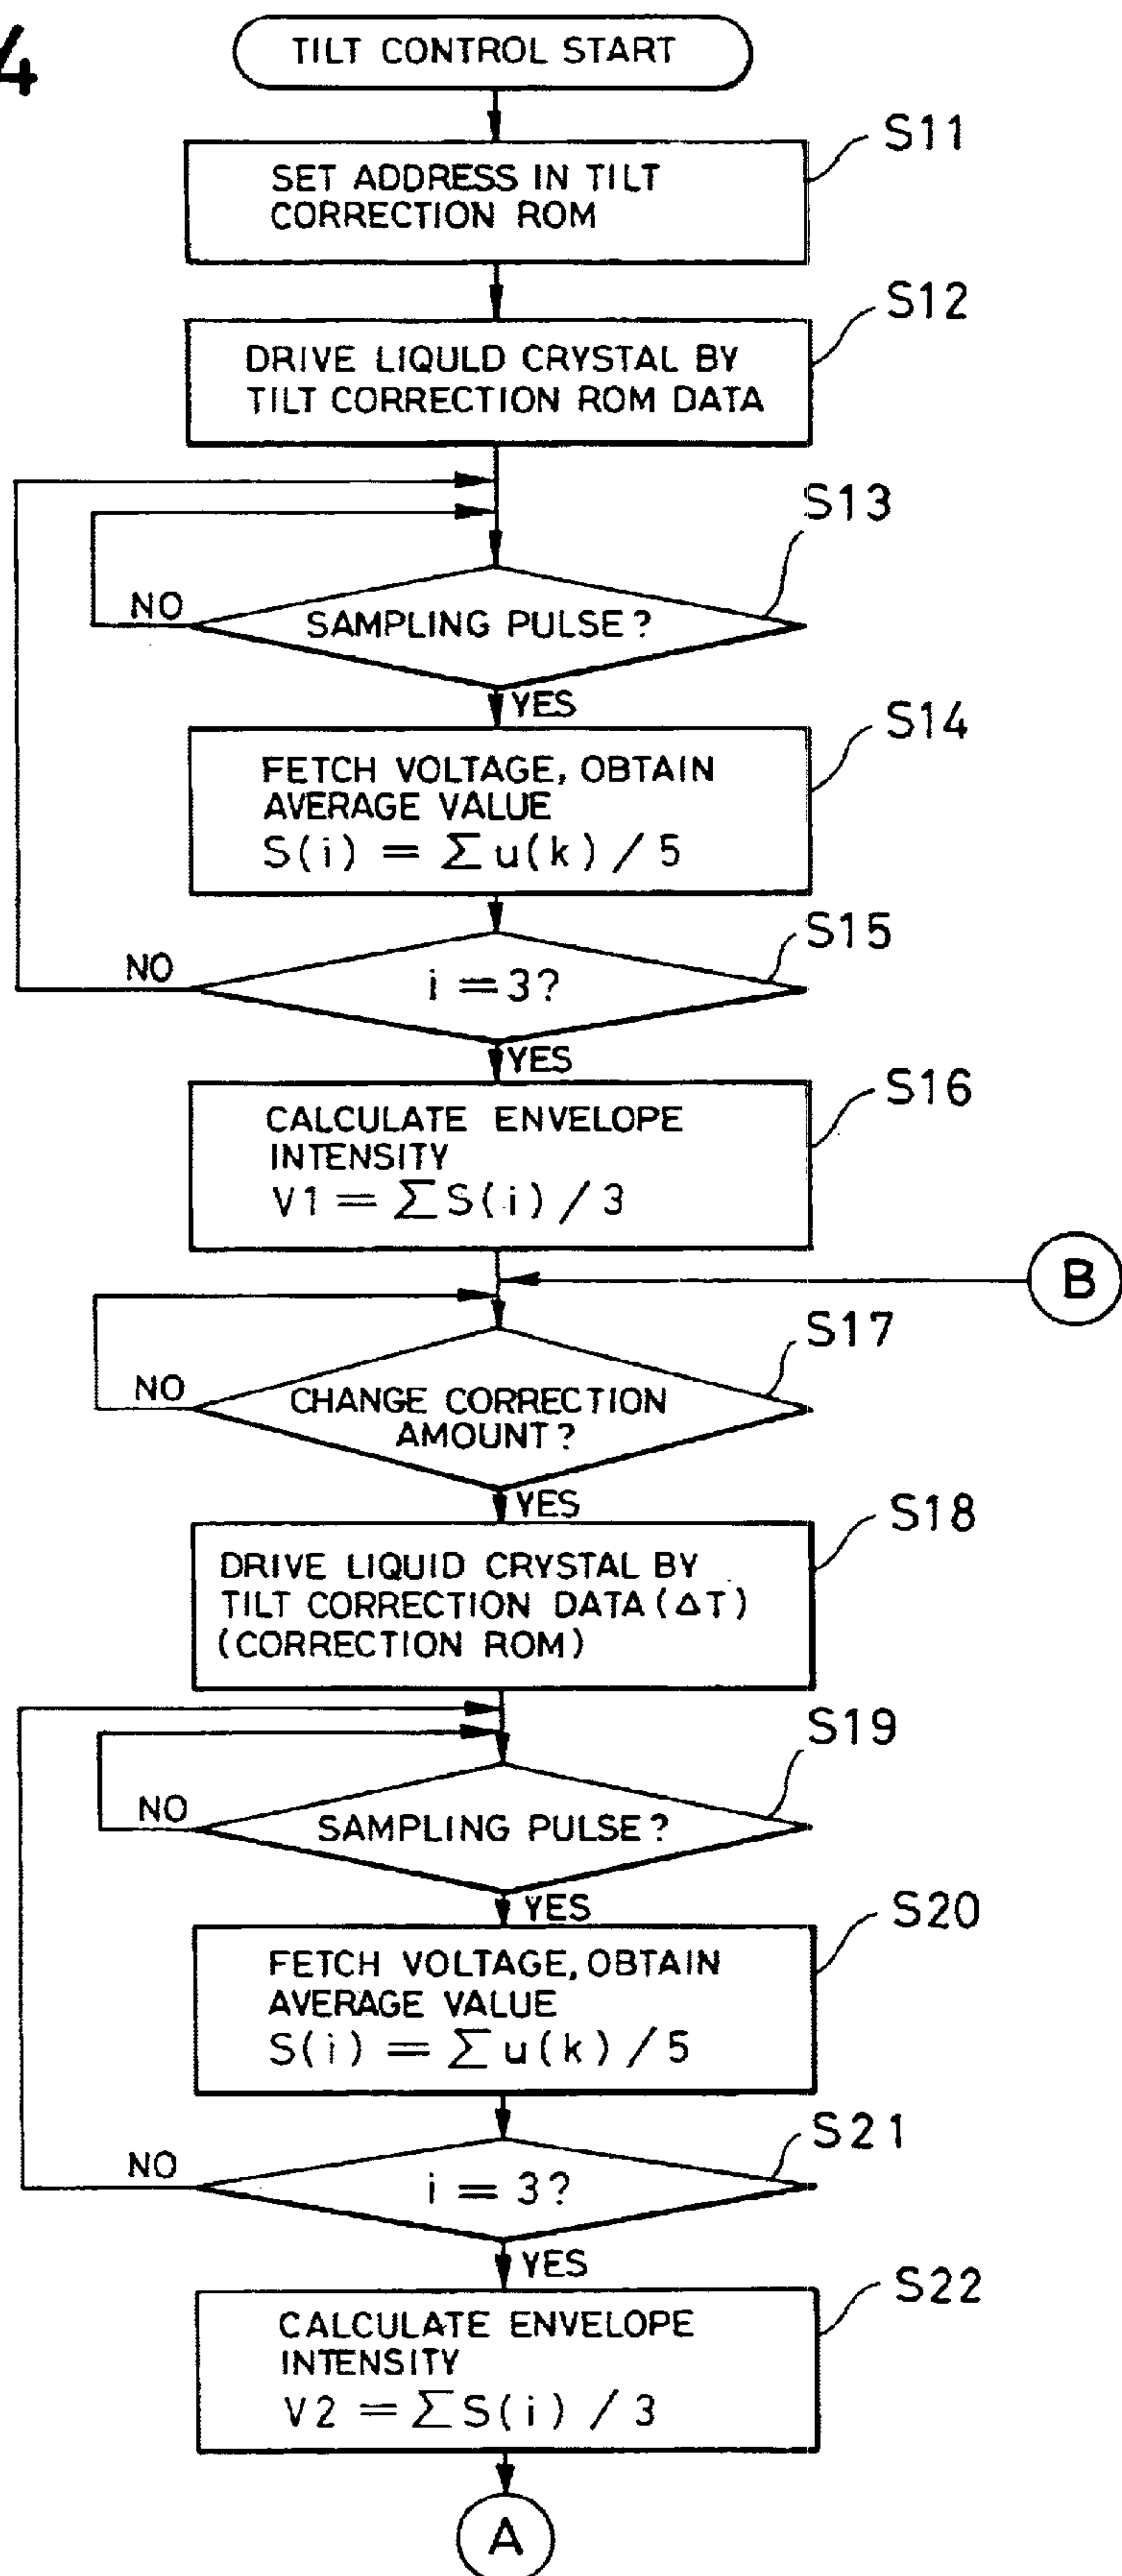 4
TILT CONTROL START
S11
SET ADDRESS IN TILT
CORRECTION ROM
S12
DRIVE LIQULD CRYSTAL BY
TILT CORRECTION ROM DATA
S13
NO
SAMPLING PULSE?
YES
S14
FETCH VOLTAGE, OBTAIN
AVERAGE VALUE
S(i) = Σu(k) / 5
S15
NO
i = 3?
YES
S16
CALCULATE ENVELOPE
INTENSITY
V1 = ΣS(i) / 3
B
S17
NO
CHANGE CORRECTION
AMOUNT?
YES
S18
DRIVE LIQUID CRYSTAL BY
TILT CORRECTION DATA (ΔT)
(CORRECTION ROM)
S19
NO
SAMPLING PULSE?
YES
S20
FETCH VOLTAGE, OBTAIN
AVERAGE VALUE
S(i) = Σu(k) / 5
S21
NO
i = 3?
YES
S22
CALCULATE ENVELOPE
INTENSITY
V2 = ΣS(i) / 3
A